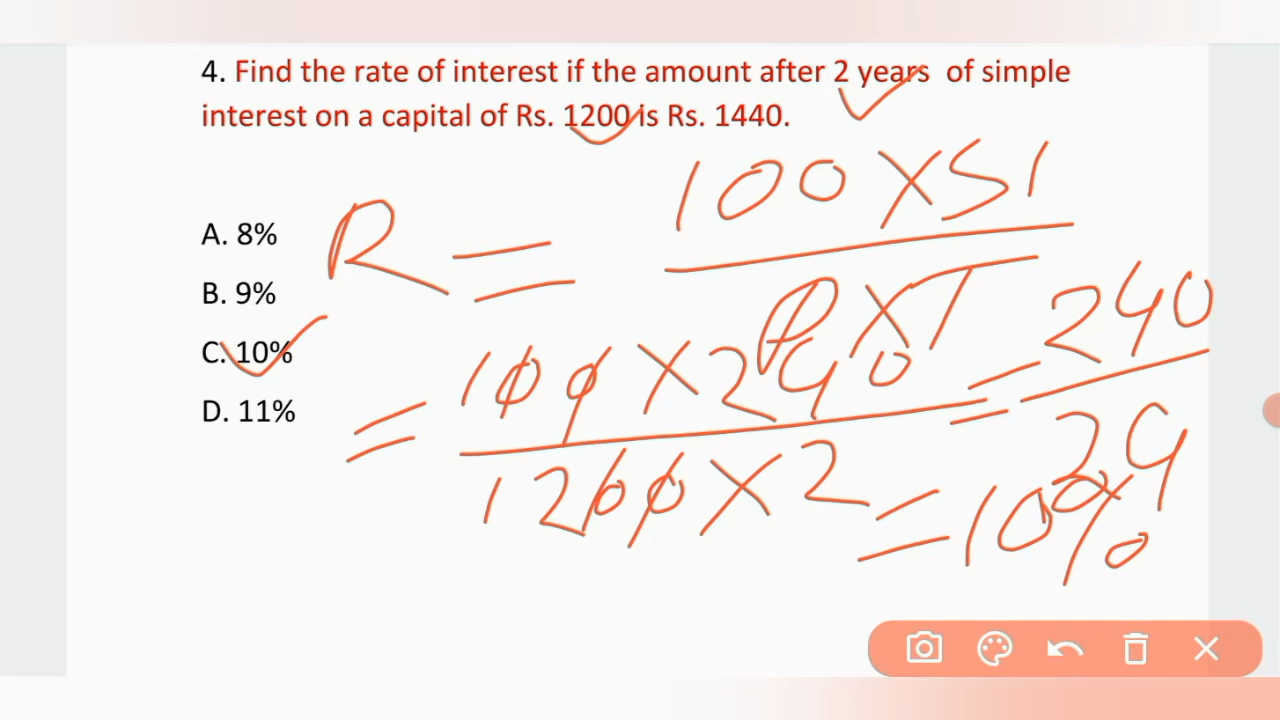 4. Find the rate of interest if the amount after 2 years of simple
interest on a capital of Rs. 1200 is Rs. 1440.
A. 8%
B. 9%
C. 10%
D. 11%
R = 100 X SI
P X T
= 100 X 240 = 240
1200 X 2 24
= 10%